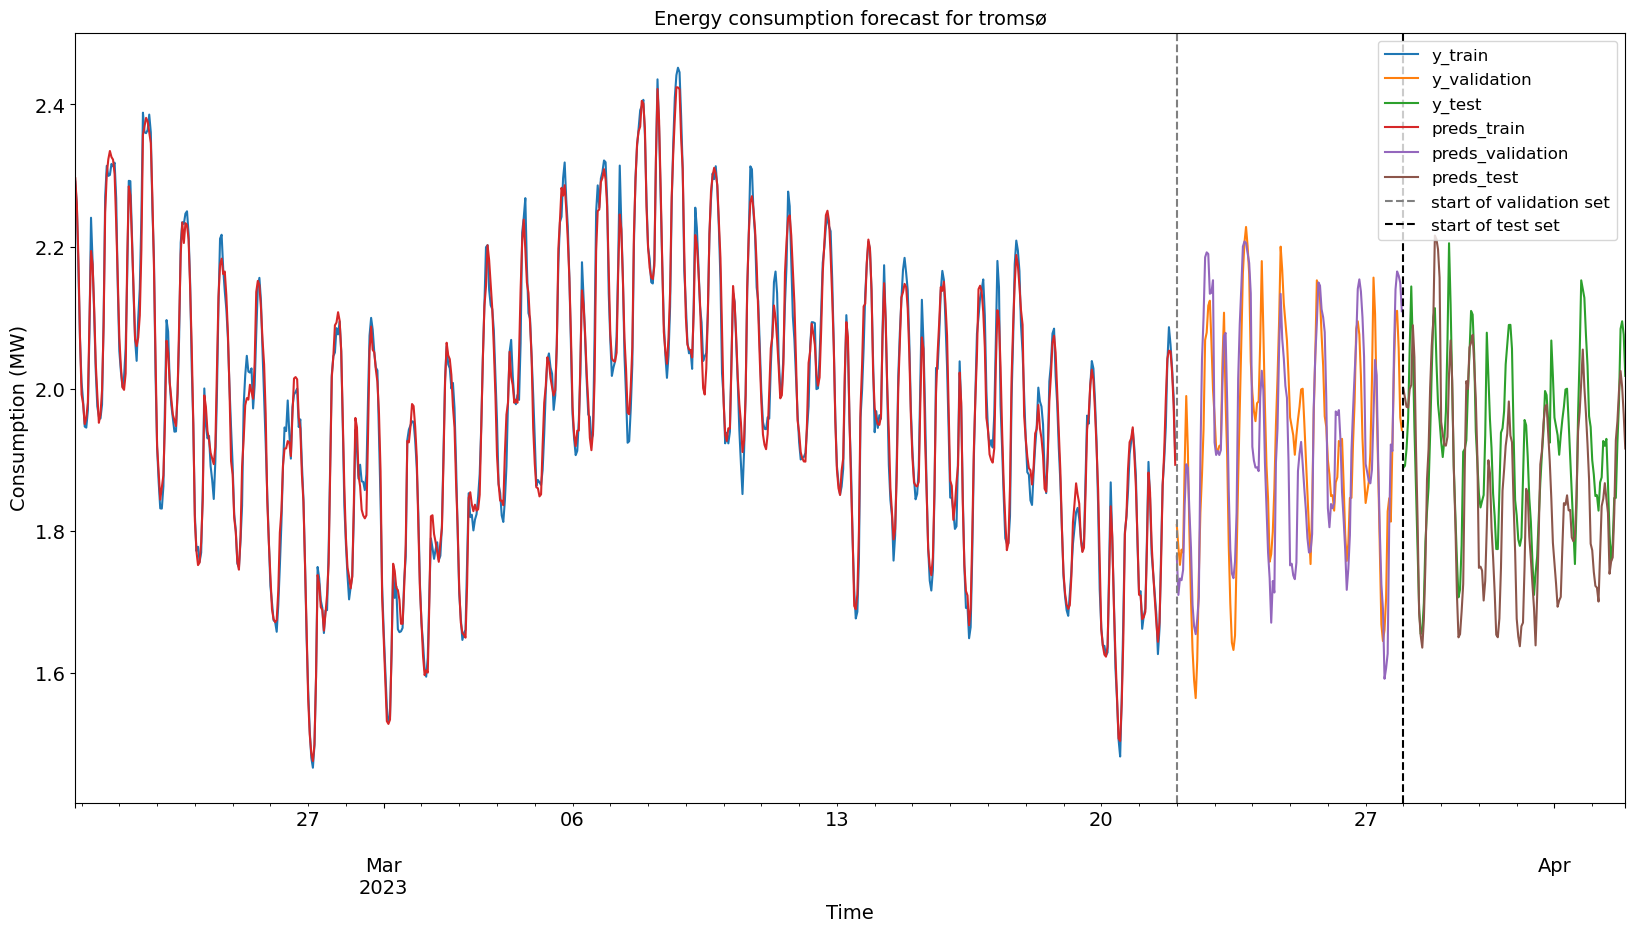 Energy consumption forecast for tromsø
y_train
y_validation
y_test
preds_train
preds_validation
preds_test
start of validation set
start of test set
2.4
2.2
2.0
1.8
1.6
Consumption (MW)
27
06
13
20
27
Mar
2023
Apr
Time